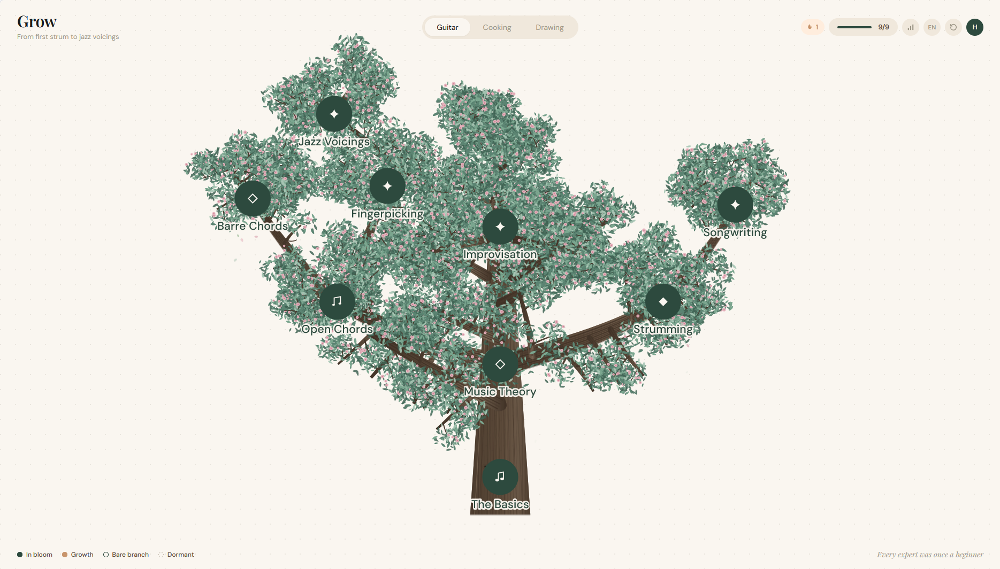 Grow
From first strum to jazz voicings
Guitar
Cooking
Drawing
1
9/9
EN
H
Jazz Voicings
Fingerpicking
Barre Chords
Songwriting
Improvisation
Open Chords
Strumming
Music Theory
The Basics
In bloom
Growth
Bare branch
Dormant
Every expert was once a beginner